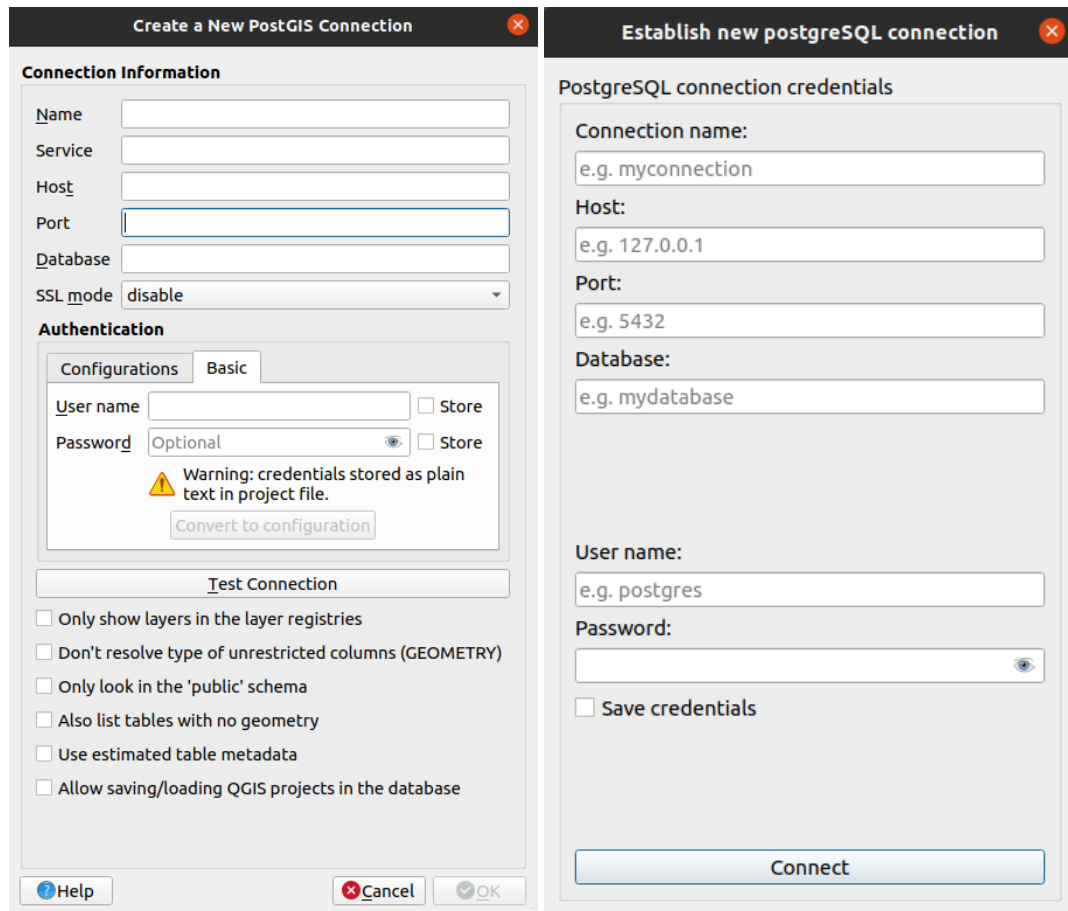 Create a New PostGIS Connection
Connection Information
Name
Service
Host
Port
Database
SSL mode disable
Authentication
Configurations Basic
User name Store
Password Optional Store
Warning: credentials stored as plain
text in project file.
Convert to configuration
Test Connection
Only show layers in the layer registries
Don't resolve type of unrestricted columns (GEOMETRY)
Only look in the 'public' schema
Also list tables with no geometry
Use estimated table metadata
Allow saving/loading QGIS projects in the database
Help Cancel OK
Establish new postgreSQL connection
PostgreSQL connection credentials
Connection name:
e.g. myconnection
Host:
e.g. 127.0.0.1
Port:
e.g. 5432
Database:
e.g. mydatabase
User name:
e.g. postgres
Password:
Save credentials
Connect